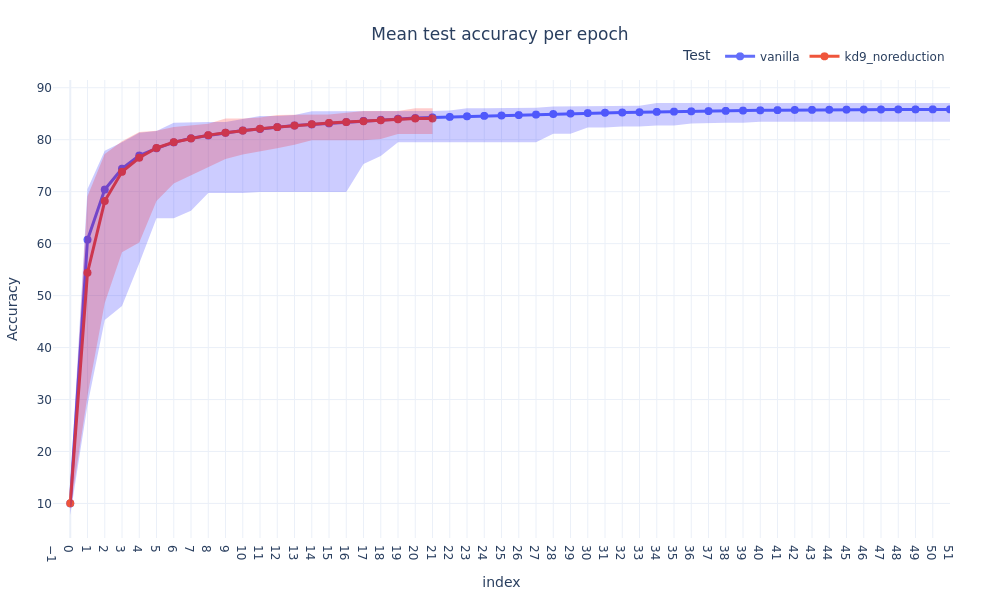 Mean test accuracy per epoch
Test vanilla kd9_noreduction
Accuracy
90
80
70
60
50
40
30
20
10
−1 0 1 2 3 4 5 6 7 8 9 10 11 12 13 14 15 16 17 18 19 20 21 22 23 24 25 26 27 28 29 30 31 32 33 34 35 36 37 38 39 40 41 42 43 44 45 46 47 48 49 50 51
index